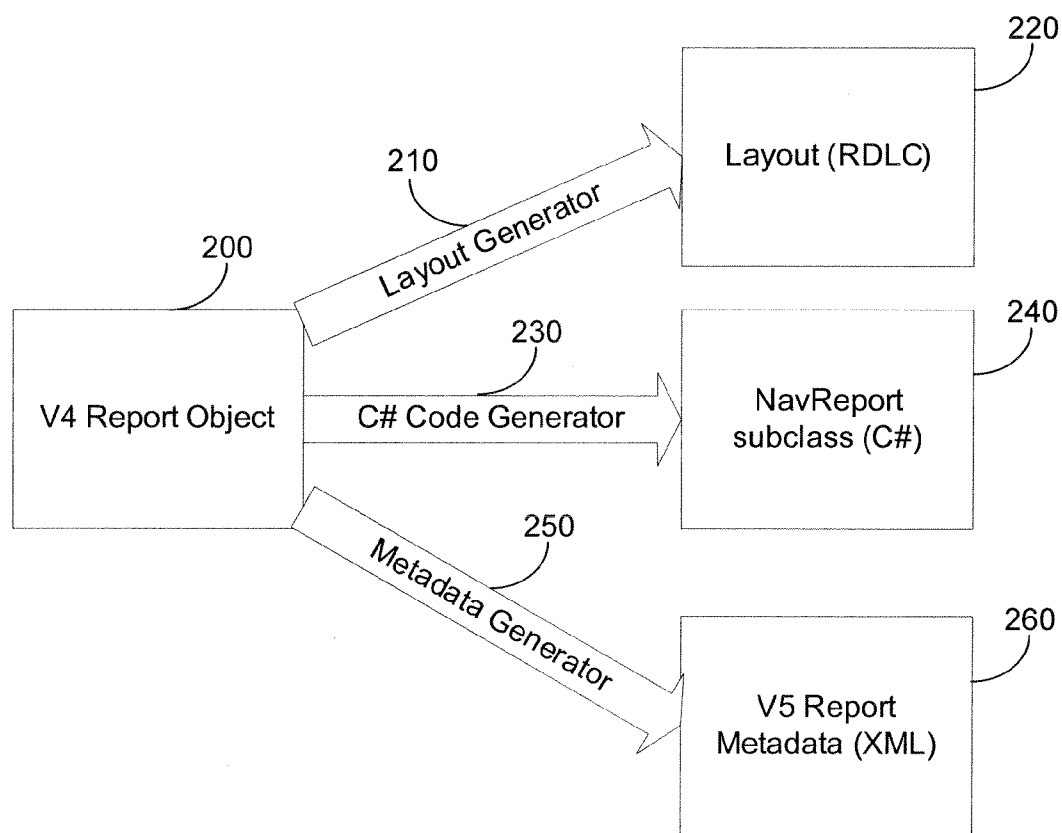 220
Layout (RDLC)
210
Layout Generator
200
V4 Report Object
230
C# Code Generator
240
NavReport
subclass (C#)
250
Metadata Generator
260
V5 Report
Metadata (XML)